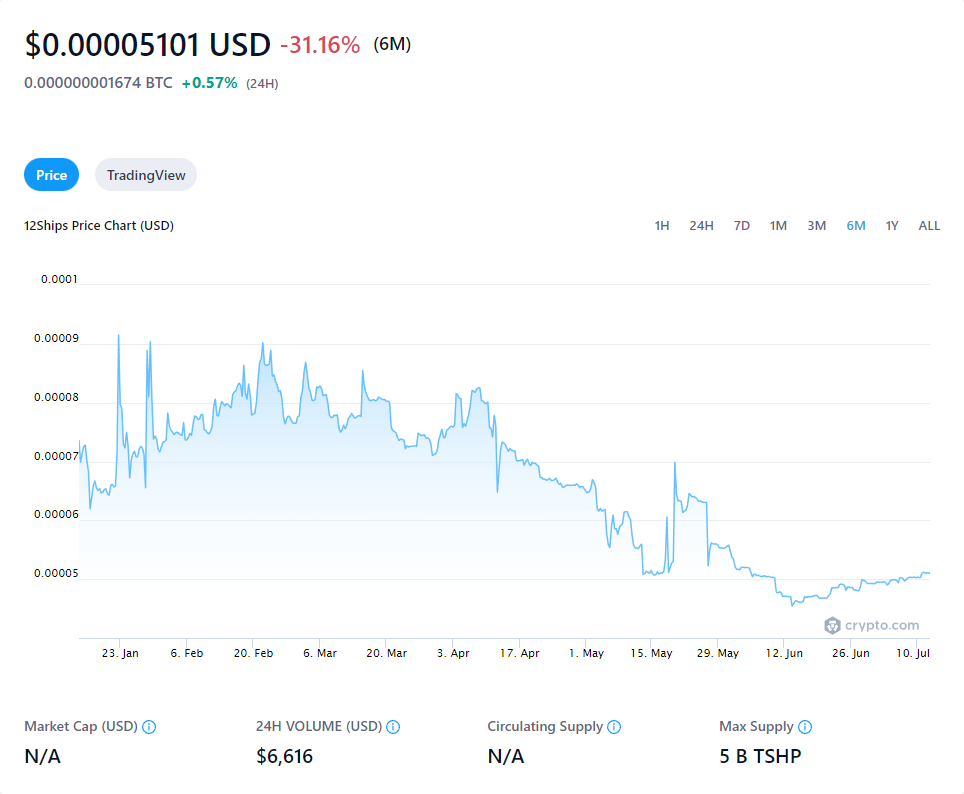 $0.00005101 USD -31.16% (6M)
0.000000001674 BTC +0.57% (24H)
Price TradingView
12Ships Price Chart (USD) 1H 24H 7D 1M 3M 6M 1Y ALL
0.0001
0.00009
0.00008
0.00007
0.00006
0.00005
crypto.com
23. Jan 6. Feb 20. Feb 6. Mar 20. Mar 3. Apr 17. Apr 1. May 15. May 29. May 12. Jun 26. Jun 10. Jul
Market Cap (USD) 24H VOLUME (USD) Circulating Supply Max Supply
N/A $6,616 N/A 5 B TSHP